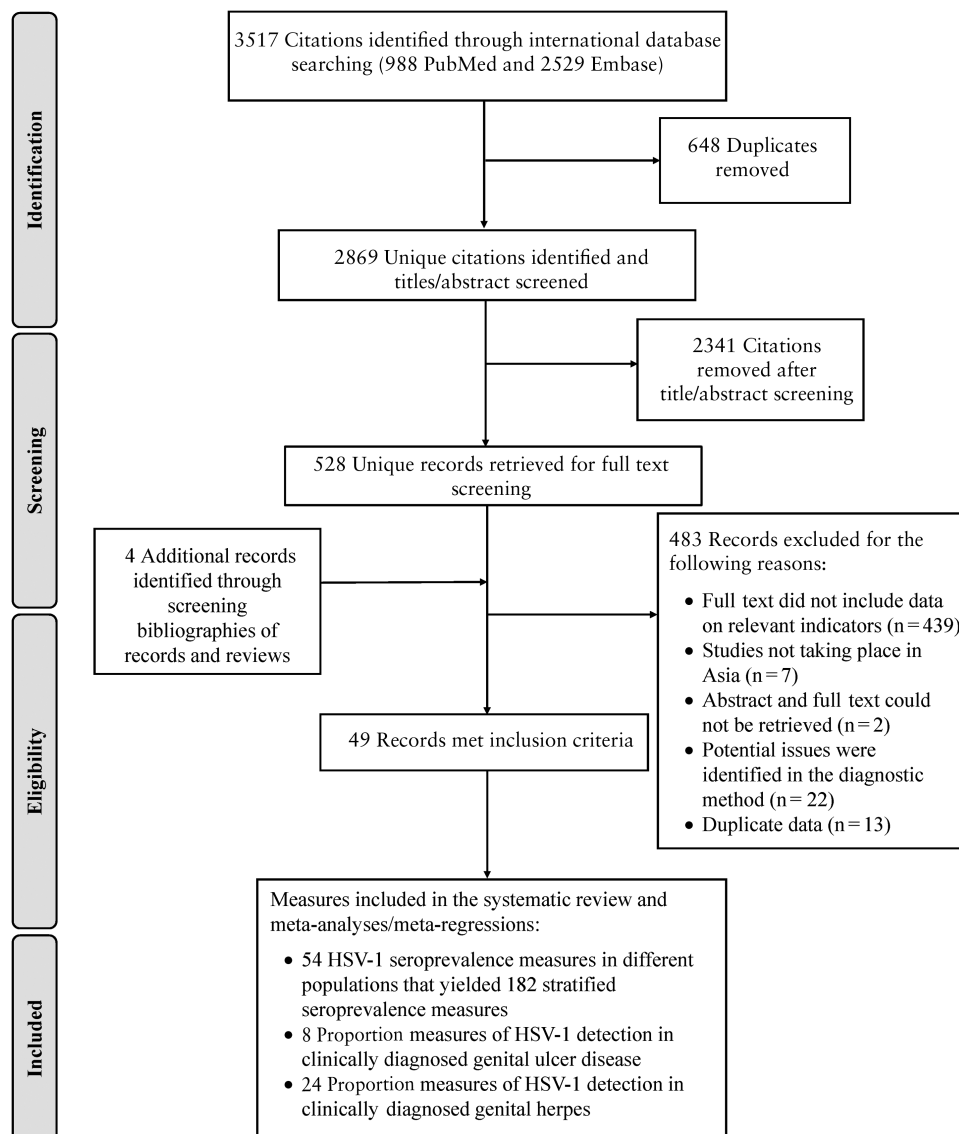 3517 Citations identified through international database
searching (988 PubMed and 2529 Embase)
648 Duplicates
removed
Identification
2869 Unique citations identified and
titles/abstract screened
2341 Citations
removed after
title/abstract screening
Screening
528 Unique records retrieved for full text
screening
4 Additional records
identified through
screening
bibliographies of
records and reviews
483 Records excluded for the
following reasons:
• Full text did not include data
on relevant indicators (n=439)
• Studies not taking place in
Asia (n=7)
• Abstract and full text could
not be retrieved (n=2)
• Potential issues were
identified in the diagnostic
method (n=22)
• Duplicate data (n=13)
Eligibility
49 Records met inclusion criteria
Included
Measures included in the systematic review and
meta-analyses/meta-regressions:
• 54 HSV-1 seroprevalence measures in different
populations that yielded 182 stratified
seroprevalence measures
• 8 Proportion measures of HSV-1 detection in
clinically diagnosed genital ulcer disease
• 24 Proportion measures of HSV-1 detection in
clinically diagnosed genital herpes